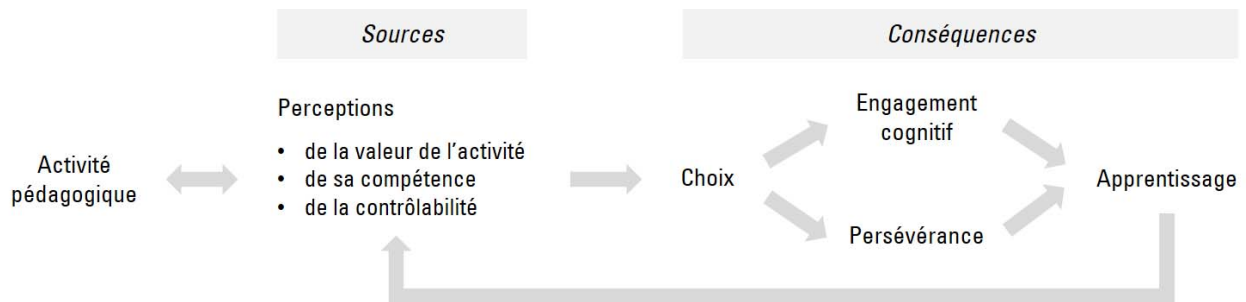 Sources
Conséquences
Activité
pédagogique
Perceptions
• de la valeur de l'activité
• de sa compétence
• de la contrôlabilité
Choix
Engagement
cognitif
Persévérance
Apprentissage